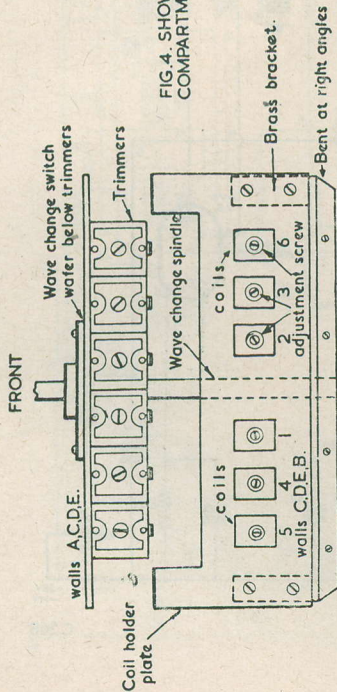 FRONT
Wave change switch
wafer below trimmers
walls A,C,D,E.
Trimmers
FIG.4. SHOW
COMPARTM
Coil holder
plate
Wave change spindle
coils
coils
5 4 1 2 3 6
walls C,D,E,B.
adjustment screw
Brass bracket.
Bent at right angles